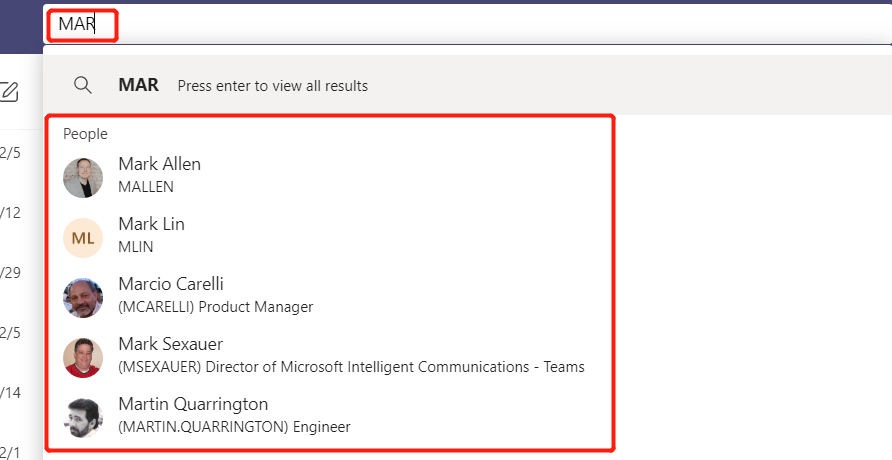 MAR
MAR Press enter to view all results
People
2/5
Mark Allen
MALLEN
/12
Mark Lin
ML
MLIN
/29
Marcio Carelli
(MCARELLI) Product Manager
2/5
Mark Sexauer
(MSEXAUER) Director of Microsoft Intelligent Communications - Teams
/14
Martin Quarrington
(MARTIN.QUARRINGTON) Engineer
2/1